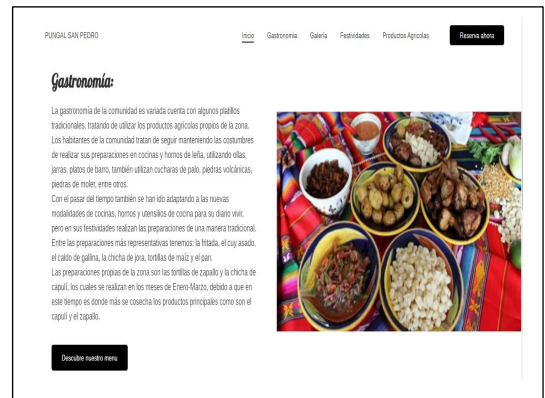 PUNGAL SAN PEDRO
Inicio Gastronomia Galería Festividades Productos Agricolas Reserva ahora
Gastronomía:
La gastronomía de la comunidad es variada cuenta con algunos platillos
tradicionales, tratando de utilizar los productos agrícolas propios de la zona.
Los habitantes de la comunidad tratan de seguir manteniendo las costumbres
de realizar sus preparaciones en cocinas y hornos de leña, utilizando ollas,
jarras, platos de barro, también utilizan cucharas de palo, piedras volcánicas,
piedras de moler, entre otros.
Con el pasar del tiempo también se han ido adaptando a las nuevas
modalidades de cocinas, hornos y utensilios de cocina para su diario vivir,
pero en sus festividades realizan las preparaciones de una manera tradicional.
Entre las preparaciones más representativas tenemos: la fritada, el cuy asado,
el caldo de gallina, la chicha de jora, tortillas de maíz y el pan.
Las preparaciones propias de la zona son las tortillas de zapallo y la chicha de
capulí, los cuales se realizan en los meses de Enero-Marzo, debido a que en
este tiempo es donde más se cosecha los productos principales como son el
capulí y el zapallo.
Descubre nuestro menu